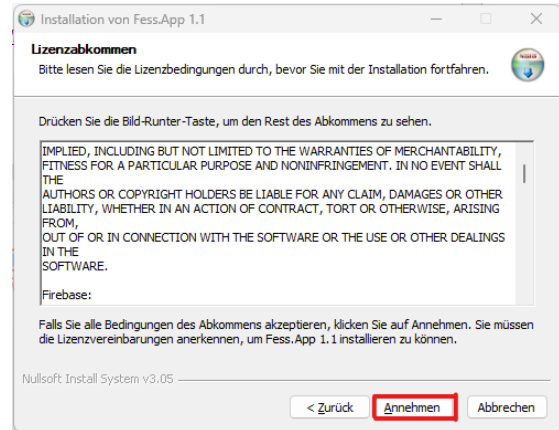 Installation von Fess.App 1.1
Lizenzabkommen
Bitte lesen Sie die Lizenzbedingungen durch, bevor Sie mit der Installation fortfahren.
Drücken Sie die Bild-Runter-Taste, um den Rest des Abkommens zu sehen.
IMPLIED, INCLUDING BUT NOT LIMITED TO THE WARRANTIES OF MERCHANTABILITY,
FITNESS FOR A PARTICULAR PURPOSE AND NONINFRINGEMENT. IN NO EVENT SHALL
THE
AUTHORS OR COPYRIGHT HOLDERS BE LIABLE FOR ANY CLAIM, DAMAGES OR OTHER
LIABILITY, WHETHER IN AN ACTION OF CONTRACT, TORT OR OTHERWISE, ARISING
FROM,
OUT OF OR IN CONNECTION WITH THE SOFTWARE OR THE USE OR OTHER DEALINGS
IN THE
SOFTWARE.
Firebase:
Falls Sie alle Bedingungen des Abkommens akzeptieren, klicken Sie auf Annehmen. Sie müssen
die Lizenzvereinbarungen anerkennen, um Fess.App 1.1 installieren zu können.
Nullsoft Install System v3.05
< Zurück Annehmen Abbrechen